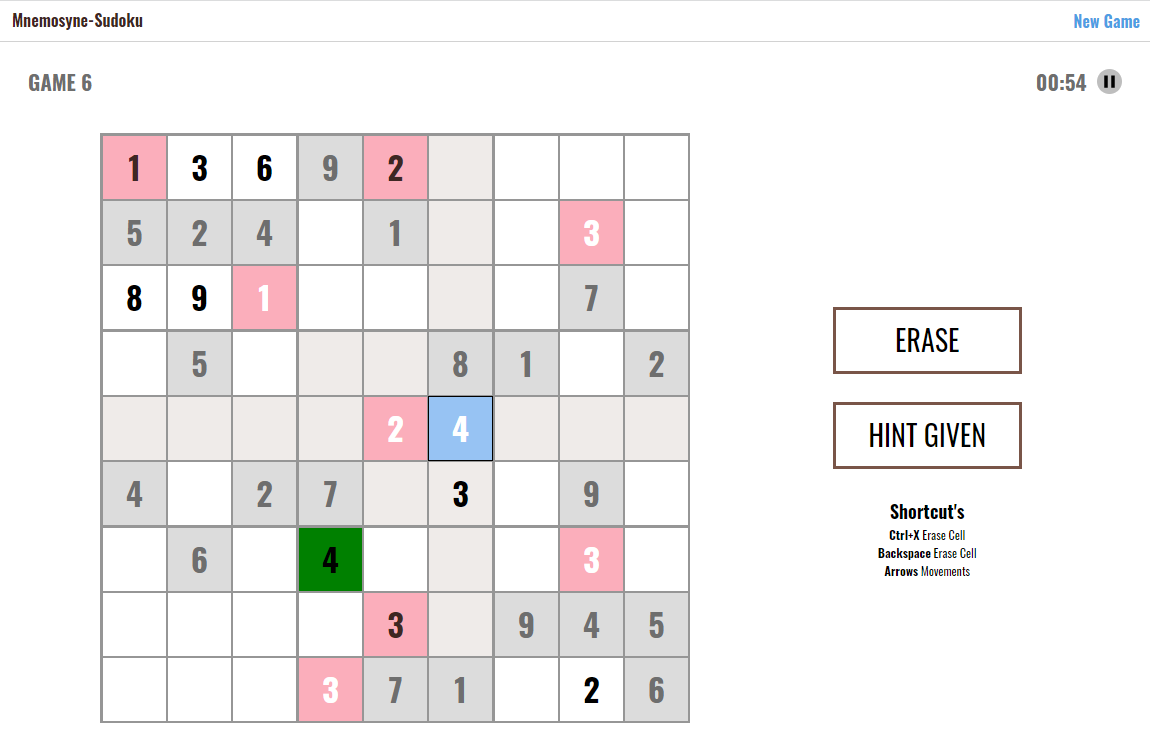 Mnemosyne-Sudoku New Game
GAME 6 00:54
1 3 6 9 2
5 2 4 1 3
8 9 1 7
5 8 1 2
2 4
4 2 7 3 9
6 4 3
3 9 4 5
3 7 1 2 6
ERASE
HINT GIVEN
Shortcut's
Ctrl+X Erase Cell
Backspace Erase Cell
Arrows Movements